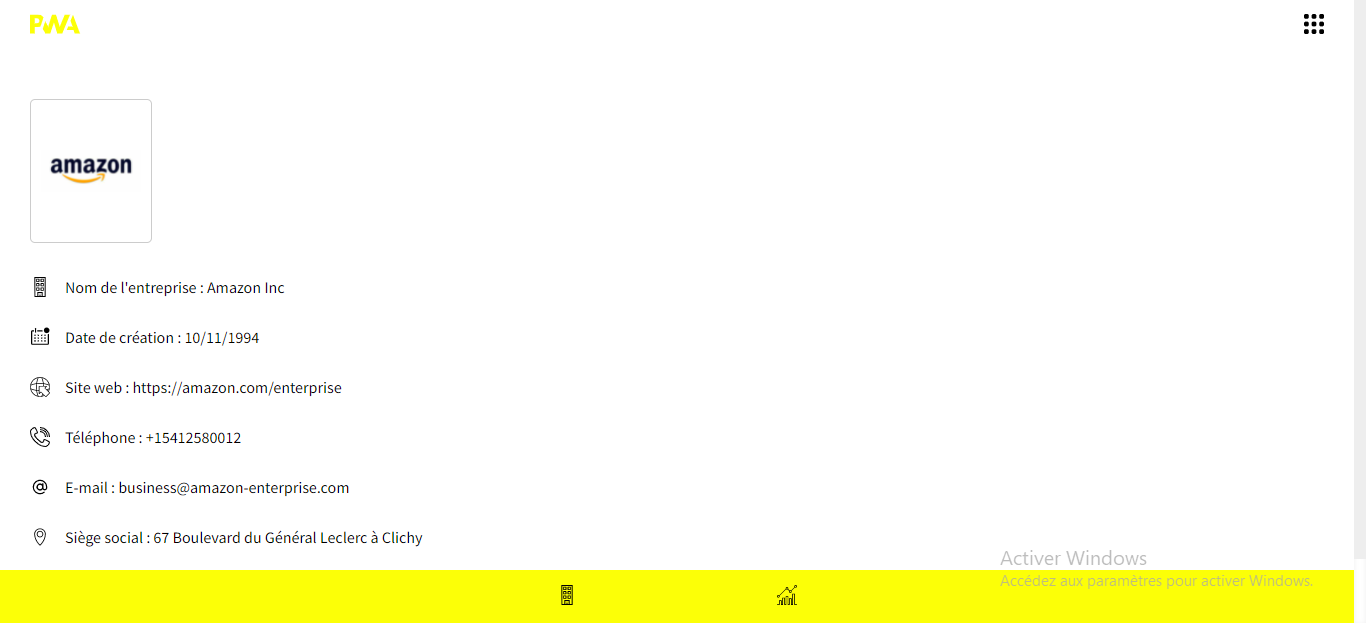 PWA
amazon
Nom de l'entreprise : Amazon Inc
Date de création : 10/11/1994
Site web : https://amazon.com/enterprise
Téléphone : +15412580012
E-mail : business@amazon-enterprise.com
Siège social : 67 Boulevard du Général Leclerc à Clichy
Activer Windows
Accédez aux paramètres pour activer Windows.